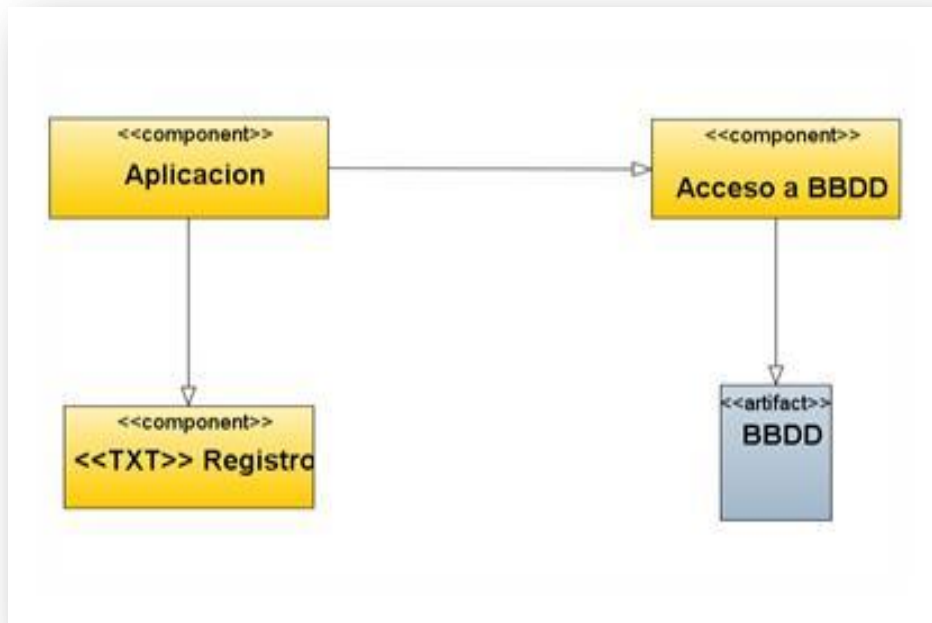 <<component>>
Aplicacion
<<component>>
Acceso a BBDD
<<component>>
<<TXT>> Registro
<<artifact>>
BBDD